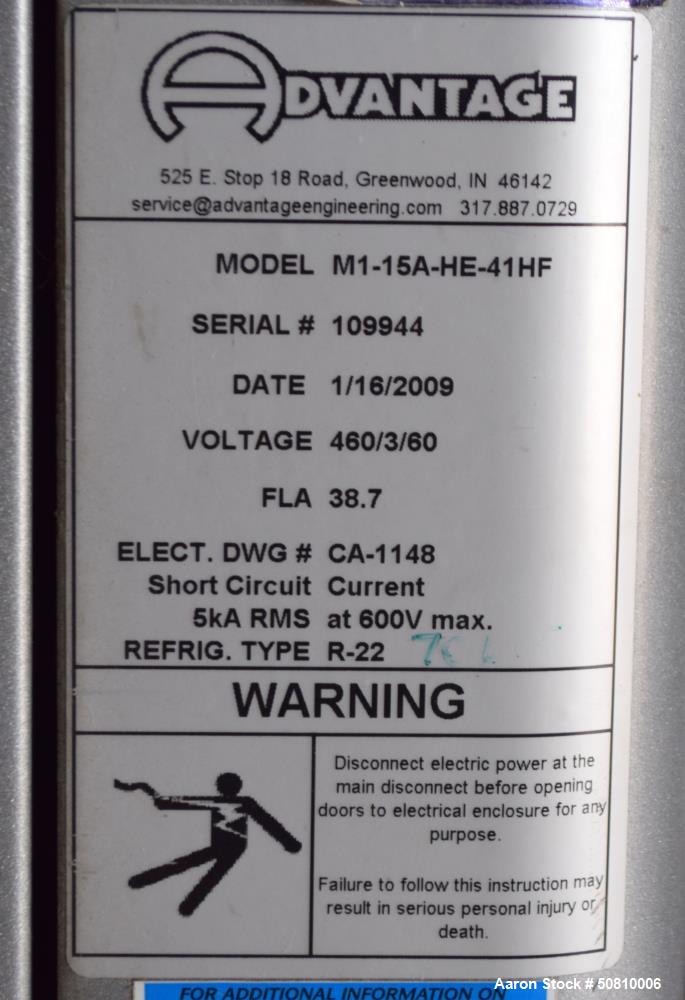 ADVANTAGE
525 E. Stop 18 Road, Greenwood, IN 46142
service@advantageengineering.com 317.887.0729
MODEL M1-15A-HE-41HF
SERIAL # 109944
DATE 1/16/2009
VOLTAGE 460/3/60
FLA 38.7
ELECT. DWG # CA-1148
Short Circuit Current
5kA RMS at 600V max.
REFRIG. TYPE R-22
WARNING
Disconnect electric power at the
main disconnect before opening
doors to electrical enclosure for any
purpose.
Failure to follow this instruction may
result in serious personal injury or
death.
FOR ADDITIONAL INFORMATION ON
Aaron Stock # 50810006